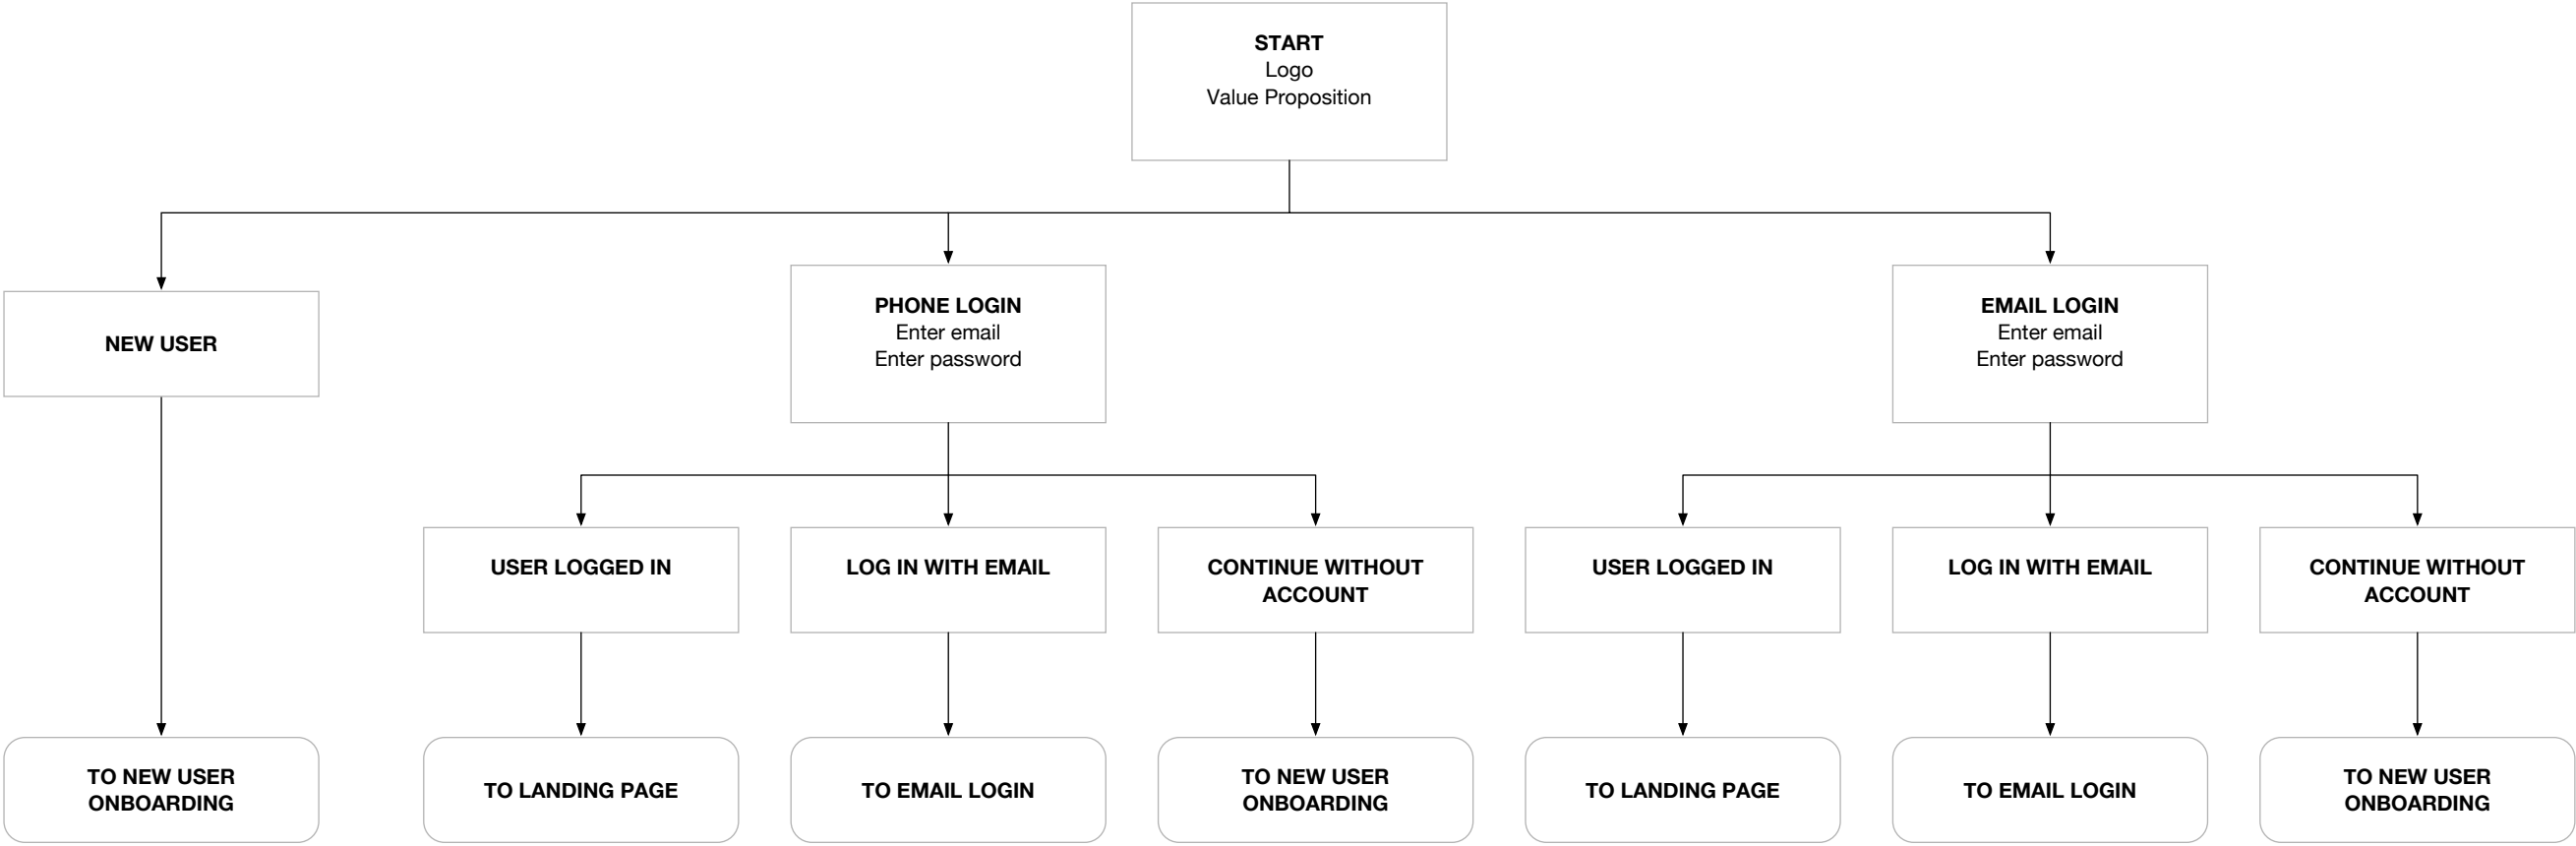 START
Logo
Value Proposition
NEW USER
PHONE LOGIN
Enter email
Enter password
EMAIL LOGIN
Enter email
Enter password
USER LOGGED IN
LOG IN WITH EMAIL
CONTINUE WITHOUT
ACCOUNT
USER LOGGED IN
LOG IN WITH EMAIL
CONTINUE WITHOUT
ACCOUNT
TO NEW USER
ONBOARDING
TO LANDING PAGE
TO EMAIL LOGIN
TO NEW USER
ONBOARDING
TO LANDING PAGE
TO EMAIL LOGIN
TO NEW USER
ONBOARDING